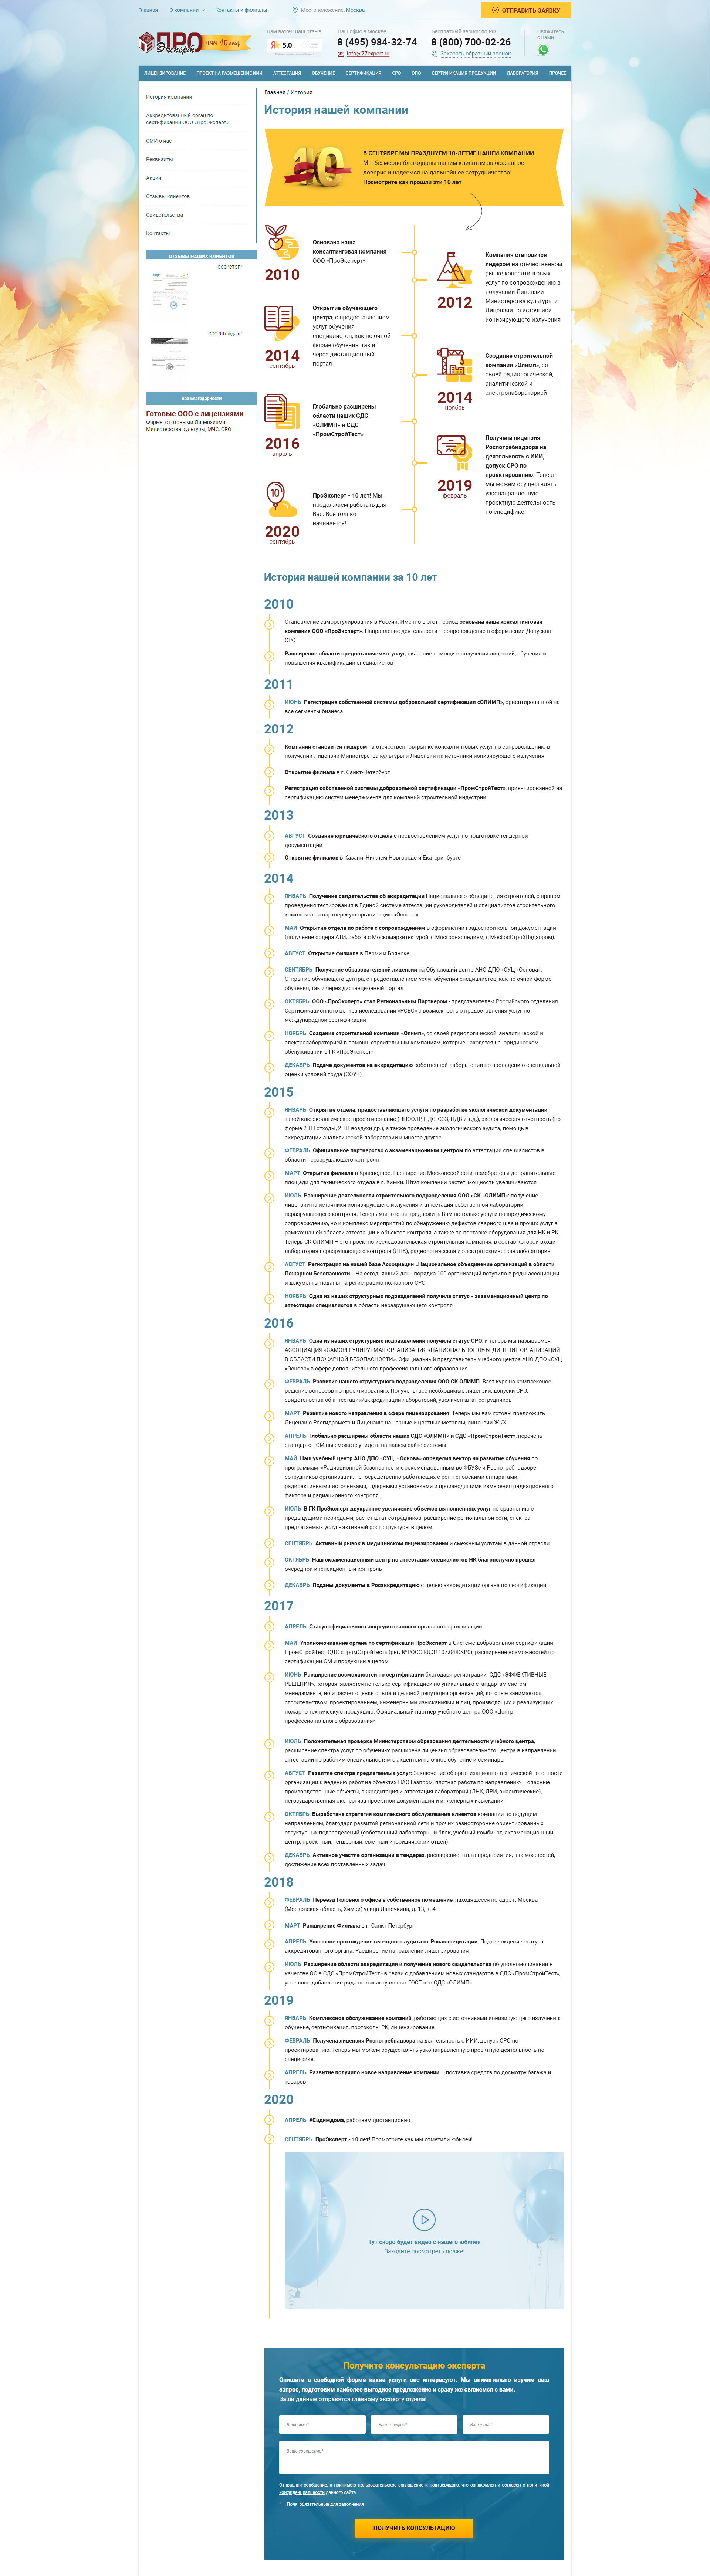 Главная
О компании
Контакты и филиалы
Местоположение: Москва
ОТПРАВИТЬ ЗАЯВКУ
ПРО
Эксперт
нам 10 лет
Нам важен Ваш отзыв
5,0
Наш офис в Москве
8 (495) 984-32-74
info@77expert.ru
Бесплатный звонок по РФ
8 (800) 700-02-26
Заказать обратный звонок
Свяжитесь
с нами
ЛИЦЕНЗИРОВАНИЕ
ПРОЕКТ НА РАЗМЕЩЕНИЕ ИИИ
АТТЕСТАЦИЯ
ОБУЧЕНИЕ
СЕРТИФИКАЦИЯ
СРО
ОПО
СЕРТИФИКАЦИЯ ПРОДУКЦИИ
ЛАБОРАТОРИЯ
ПРОЧЕЕ
История компании
Аккредитованный орган по
сертификации ООО «ПроЭксперт»
СМИ о нас
Реквизиты
Акции
Отзывы клиентов
Свидетельства
Контакты
ОТЗЫВЫ НАШИХ КЛИЕНТОВ
ООО "СТЭП"
ООО "Штандарт"
Все благодарности
Готовые ООО с лицензиями
Фирмы с готовыми Лицензиями
Министерства культуры, МЧС, СРО
Главная / История
История нашей компании
40
В СЕНТЯБРЕ МЫ ПРАЗДНУЕМ 10-ЛЕТИЕ НАШЕЙ КОМПАНИИ.
Мы безмерно благодарны нашим клиентам за оказанное
доверие и надеемся на дальнейшее сотрудничество!
Посмотрите как прошли эти 10 лет
2010
Основана наша
консалтинговая компания
ООО «ПроЭксперт»
2012
Компания становится
лидером на отечественном
рынке консалтинговых
услуг по сопровождению в
получении Лицензии
Министерства культуры и
Лицензии на источники
ионизирующего излучения
2014
сентябрь
Открытие обучающего
центра, с предоставлением
услуг обучения
специалистов, как по очной
форме обучения, так и
через дистанционный
портал
2014
ноябрь
Создание строительной
компании «Олимп», со
своей радиологической,
аналитической и
электролабораторией
2016
апрель
Глобально расширены
области наших СДС
«ОЛИМП» и СДС
«ПромСтройТест»
2019
февраль
Получена лицензия
Роспотребнадзора на
деятельность с ИИИ,
допуск СРО по
проектированию. Теперь
мы можем осуществлять
узконаправленную
проектную деятельность
по специфике
10
2020
сентябрь
ПроЭксперт - 10 лет! Мы
продолжаем работать для
Вас. Все только
начинается!
История нашей компании за 10 лет
2010
Становление саморегулирования в России. Именно в этот период основана наша консалтинговая
компания ООО «ПроЭксперт». Направление деятельности – сопровождение в оформлении Допусков
СРО
Расширение области предоставляемых услуг, оказание помощи в получении лицензий, обучения и
повышения квалификации специалистов
2011
ИЮНЬ Регистрация собственной системы добровольной сертификации «ОЛИМП», ориентированной на
все сегменты бизнеса
2012
Компания становится лидером на отечественном рынке консалтинговых услуг по сопровождению в
получении Лицензии Министерства культуры и Лицензии на источники ионизирующего излучения
Открытие филиала в г. Санкт-Петербург
Регистрация собственной системы добровольной сертификации «ПромСтройТест», ориентированной на
сертификацию систем менеджмента для компаний строительной индустрии
2013
АВГУСТ Создание юридического отдела с предоставлением услуг по подготовке тендерной
документации
Открытие филиалов в Казани, Нижнем Новгороде и Екатеринбурге
2014
ЯНВАРЬ Получение свидетельства об аккредитации Национального объединения строителей, с правом
проведения тестирования в Единой системе аттестации руководителей и специалистов строительного
комплекса на партнерскую организацию «Основа»
МАЙ Открытие отдела по работе с сопровождением в оформлении градостроительной документации
(получение ордера АТИ, работа с Москомархитектурой, с Мосгорнаследием, с МосГосСтройНадзором).
АВГУСТ Открытие филиала в Перми и Брянске
СЕНТЯБРЬ Получение образовательной лицензии на Обучающий центр АНО ДПО «СУЦ «Основа».
Открытие обучающего центра, с предоставлением услуг обучения специалистов, как по очной форме
обучения, так и через дистанционный портал
ОКТЯБРЬ ООО «ПроЭксперт» стал Региональным Партнером - представителем Российского отделения
Сертификационного центра исследований «РСВС» с возможностью предоставления услуг по
международной сертификации
НОЯБРЬ Создание строительной компании «Олимп», со своей радиологической, аналитической и
электролабораторией в помощь строительным компаниям, которые находятся на юридическом
обслуживании в ГК «ПроЭксперт»
ДЕКАБРЬ Подача документов на аккредитацию собственной лаборатории по проведению специальной
оценки условий труда (СОУТ)
2015
ЯНВАРЬ Открытие отдела, предоставляющего услуги по разработке экологической документации,
такой как: экологическое проектирование (ПНООЛР, НДС, СЗЗ, ПДВ и т.д.), экологическая отчетность (по
форме 2 ТП отходы, 2 ТП воздухи др.), а также проведение экологического аудита, помощь в
аккредитации аналитической лаборатории и многое другое
ФЕВРАЛЬ Официальное партнерство с экзаменационным центром по аттестации специалистов в
области неразрушающего контроля
МАРТ Открытие филиала в Краснодаре. Расширение Московской сети, приобретены дополнительные
площади для технического отдела в г. Химки. Штат компании растет, мощности увеличиваются
ИЮЛЬ Расширение деятельности строительного подразделения ООО «СК «ОЛИМП»: получение
лицензии на источники ионизирующего излучения и аттестация собственной лаборатории
неразрушающего контроля. Теперь мы готовы предложить Вам не только услуги по юридическому
сопровождению, но и комплекс мероприятий по обнаружению дефектов сварного шва и прочих услуг в
рамках нашей области аттестации и объектов контроля, а также по поставке оборудования для НК и РК.
Теперь СК ОЛИМП – это проектно-исследовательская строительная компания, в состав которой входит
лаборатория неразрушающего контроля (ЛНК), радиологическая и электротехническая лаборатория
АВГУСТ Регистрация на нашей базе Ассоциации «Национальное объединение организаций в области
Пожарной Безопасности». На сегодняшний день порядка 100 организаций вступило в ряды ассоциации
и документы поданы на регистрацию пожарного СРО
НОЯБРЬ Одна из наших структурных подразделений получила статус - экзаменационный центр по
аттестации специалистов в области неразрушающего контроля
2016
ЯНВАРЬ Одна из наших структурных подразделений получила статус СРО, и теперь мы называемся:
АССОЦИАЦИЯ «САМОРЕГУЛИРУЕМАЯ ОРГАНИЗАЦИЯ «НАЦИОНАЛЬНОЕ ОБЪЕДИНЕНИЕ ОРГАНИЗАЦИЙ
В ОБЛАСТИ ПОЖАРНОЙ БЕЗОПАСНОСТИ». Официальный представитель учебного центра АНО ДПО «СУЦ
«Основа» в сфере дополнительного профессионального образования
ФЕВРАЛЬ Развитие нашего структурного подразделения ООО СК ОЛИМП. Взят курс на комплексное
решение вопросов по проектированию. Получены все необходимые лицензии, допуски СРО,
свидетельства об аттестации/аккредитации лабораторий, увеличен штат сотрудников
МАРТ Развитие нового направления в сфере лицензирования. Теперь мы вам готовы предложить
Лицензию Росгидромета и Лицензию на черные и цветные металлы, лицензии ЖКХ
АПРЕЛЬ Глобально расширены области наших СДС «ОЛИМП» и СДС «ПромСтройТест», перечень
стандартов СМ вы сможете увидеть на нашем сайте системы
МАЙ Наш учебный центр АНО ДПО «СУЦ «Основа» определил вектор на развитие обучения по
программам «Радиационной безопасности», рекомендованным во ФБУЗе и Роспотребнадзоре
сотрудников организации, непосредственно работающих с рентгеновскими аппаратами,
радиоактивными источниками, ядерными установками и производящими измерения радиационного
фактора и радиационного контроля.
ИЮЛЬ В ГК ПроЭксперт двукратное увеличение объемов выполненных услуг по сравнению с
предыдущими периодами, растет штат сотрудников, расширение региональной сети, спектра
предлагаемых услуг - активный рост структуры в целом.
СЕНТЯБРЬ Активный рывок в медицинском лицензировании и смежным услугам в данной отрасли
ОКТЯБРЬ Наш экзаменационный центр по аттестации специалистов НК благополучно прошел
очередной инспекционный контроль
ДЕКАБРЬ Поданы документы в Росаккредитацию с целью аккредитации органа по сертификации
2017
АПРЕЛЬ Статус официального аккредитованного органа по сертификации
МАЙ Уполномочивание органа по сертификации ПроЭксперт в Системе добровольной сертификации
ПромСтройТест СДС «ПромСтройТест» (рег. №РОСС RU.31107.04ЖКР0), расширение возможностей по
сертификации СМ и продукции в целом
ИЮНЬ Расширение возможностей по сертификации благодаря регистрации СДС «ЭФФЕКТИВНЫЕ
РЕШЕНИЯ», которая является не только сертификацией по уникальным стандартам систем
менеджмента, но и расчет оценки опыта и деловой репутации организаций, которые занимаются
строительством, проектированием, инженерными изысканиями и лиц, производящих и реализующих
пожарно-техническую продукцию. Официальный партнер учебного центра ООО «Центр
профессионального образования»
ИЮЛЬ Положительная проверка Министерством образования деятельности учебного центра,
расширение спектра услуг по обучению: расширена лицензия образовательного центра в направлении
аттестации по рабочим специальностям с акцентом на очное обучение и семинары
АВГУСТ Развитие спектра предлагаемых услуг: Заключение об организационно-технической готовности
организации к ведению работ на объектах ПАО Газпром, плотная работа по направлению – опасные
производственные объекты, аккредитация и аттестация лабораторий (ЛНК, ЛРИ, аналитические),
негосударственная экспертиза проектной документации и инженерных изысканий
ОКТЯБРЬ Выработана стратегия комплексного обслуживания клиентов компании по ведущим
направлениям, благодаря развитой региональной сети и прочих разносторонне ориентированных
структурных подразделений (собственный лабораторный блок, учебный комбинат, экзаменационный
центр, проектный, тендерный, сметный и юридический отдел)
ДЕКАБРЬ Активное участие организации в тендерах, расширение штата предприятия, возможностей,
достижение всех поставленных задач
2018
ФЕВРАЛЬ Переезд Головного офиса в собственное помещение, находящееся по адр.: г. Москва
(Московская область, Химки) улица Лавочкина, д. 13, к. 4
МАРТ Расширение Филиала в г. Санкт-Петербург
АПРЕЛЬ Успешное прохождение выездного аудита от Росаккредитации. Подтверждение статуса
аккредитованного органа. Расширение направлений лицензирования
ИЮЛЬ Расширение области аккредитации и получение нового свидетельства об уполномочивании в
качестве ОС в СДС «ПромСтройТест» в связи с добавлением новых стандартов в СДС «ПромСтройТест»,
успешное добавление ряда новых актуальных ГОСТов в СДС «ОЛИМП»
2019
ЯНВАРЬ Комплексное обслуживание компаний, работающих с источниками ионизирующего излучения:
обучение, сертификация, протоколы РК, лицензирование
ФЕВРАЛЬ Получена лицензия Роспотребнадзора на деятельность с ИИИ, допуск СРО по
проектированию. Теперь мы можем осуществлять узконаправленную проектную деятельность по
специфике.
АПРЕЛЬ Развитие получило новое направление компании – поставка средств по досмотру багажа и
товаров
2020
АПРЕЛЬ #Сидимдома, работаем дистанционно
СЕНТЯБРЬ ПроЭксперт - 10 лет! Посмотрите как мы отметили юбилей!
Тут скоро будет видео с нашего юбилея
Заходите посмотреть позже!
Получите консультацию эксперта
Опишите в свободной форме какие услуги вас интересуют. Мы внимательно изучим ваш
запрос, подготовим наиболее выгодное предложение и сразу же свяжемся с вами.
Ваши данные отправятся главному эксперту отдела!
Ваше имя*
Ваш телефон*
Ваш e-mail
Ваше сообщение*
Отправляя сообщение, я принимаю пользовательское соглашение и подтверждаю, что ознакомлен и согласен с политикой
конфиденциальности данного сайта
* – Поля, обязательные для заполнения
ПОЛУЧИТЬ КОНСУЛЬТАЦИЮ